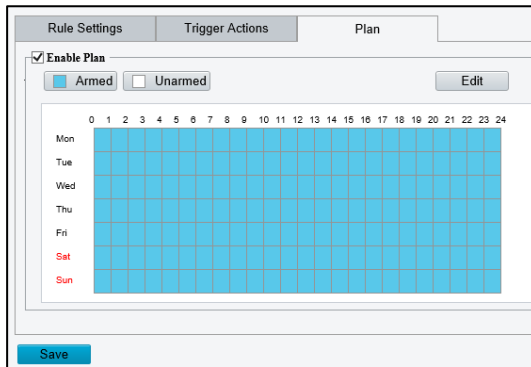 Rule Settings Trigger Actions Plan
Enable Plan
Armed Unarmed Edit
0 1 2 3 4 5 6 7 8 9 10 11 12 13 14 15 16 17 18 19 20 21 22 23 24
Mon
Tue
Wed
Thu
Fri
Sat
Sun
Save